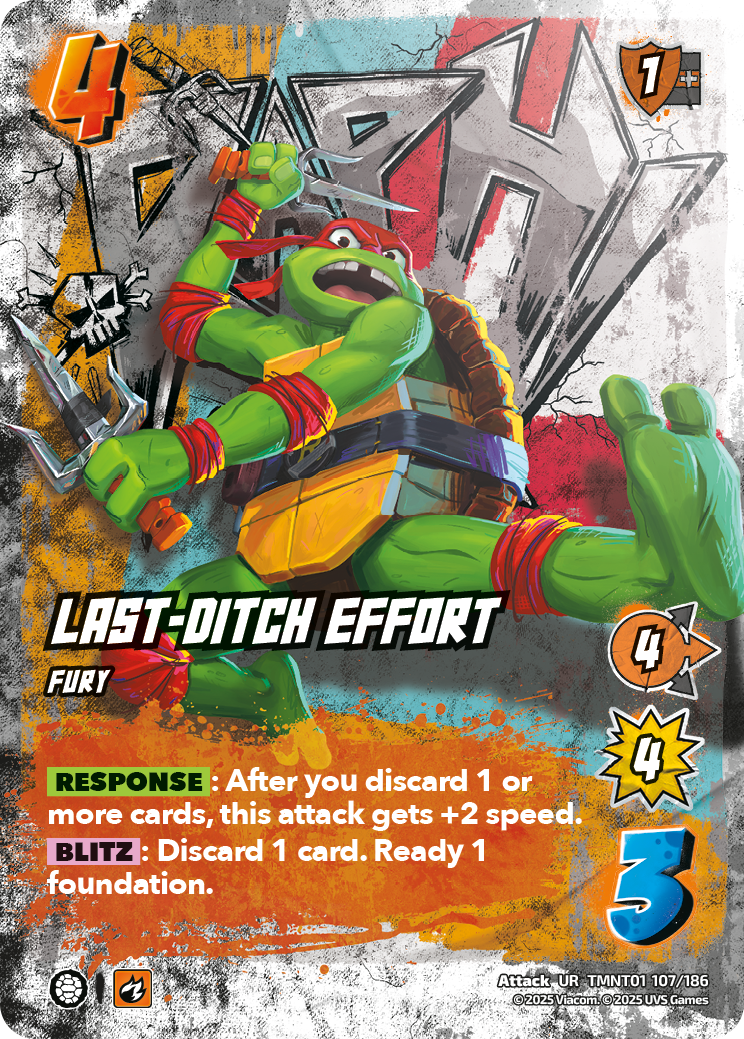 4
1
RAPH
LAST-DITCH EFFORT
FURY
4
4
RESPONSE : After you discard 1 or
more cards, this attack gets +2 speed.
BLITZ : Discard 1 card. Ready 1
foundation.
3
Attack UR TMNT01 107/186
©2025 Viacom. ©2025 UVS Games